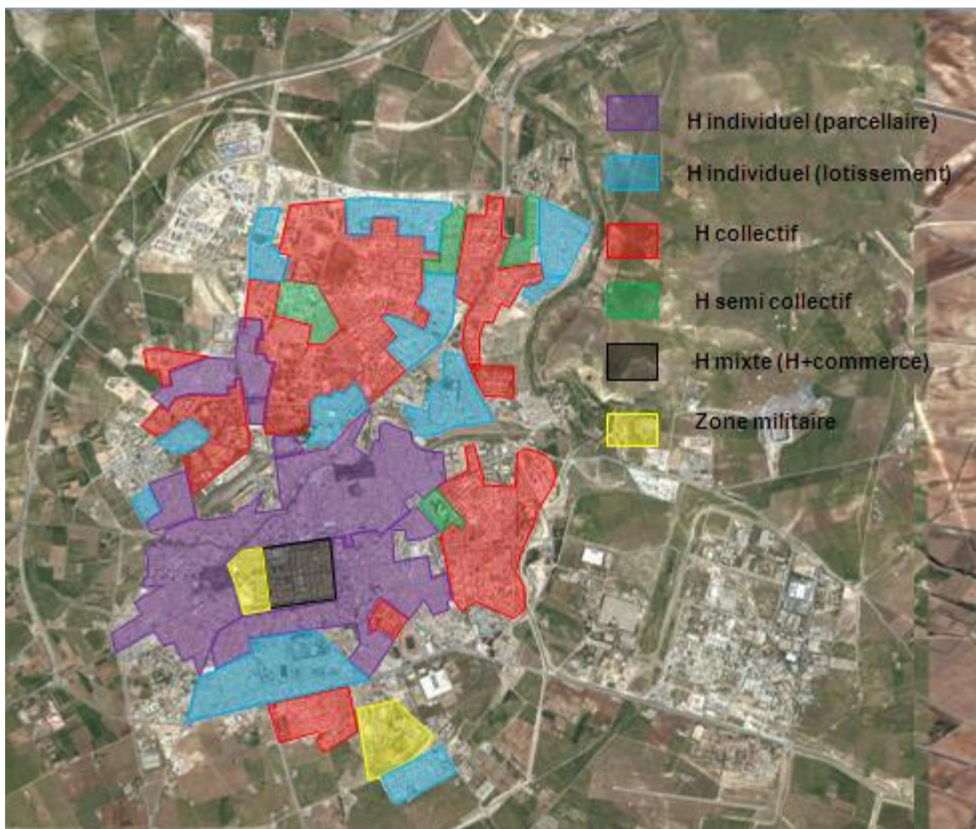 H individuel (parcellaire)
H individuel (lotissement)
H collectif
H semi collectif
H mixte (H+commerce)
Zone militaire